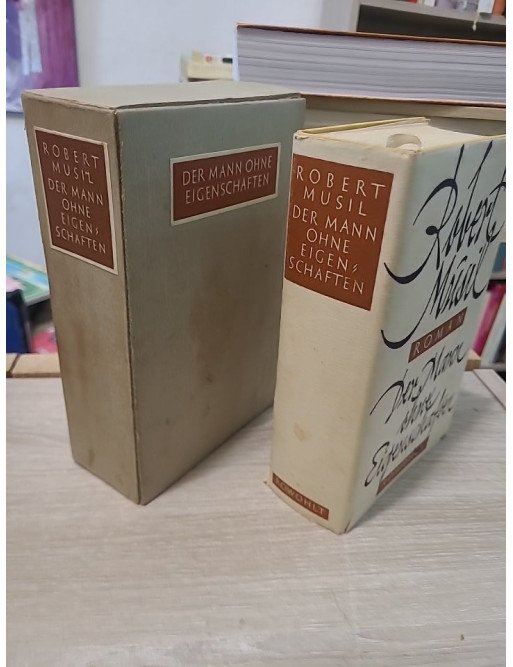 ROBERT
MUSIL
DER MANN
OHNE
EIGEN-
SCHAFTEN
DER MANN OHNE
EIGENSCHAFTEN
ROBERT
MUSIL
DER MANN
OHNE
EIGEN-
SCHAFTEN
ROWOHLT
Robert
Musil
ROMAN
Der Mann
ohne
Eigenschaften